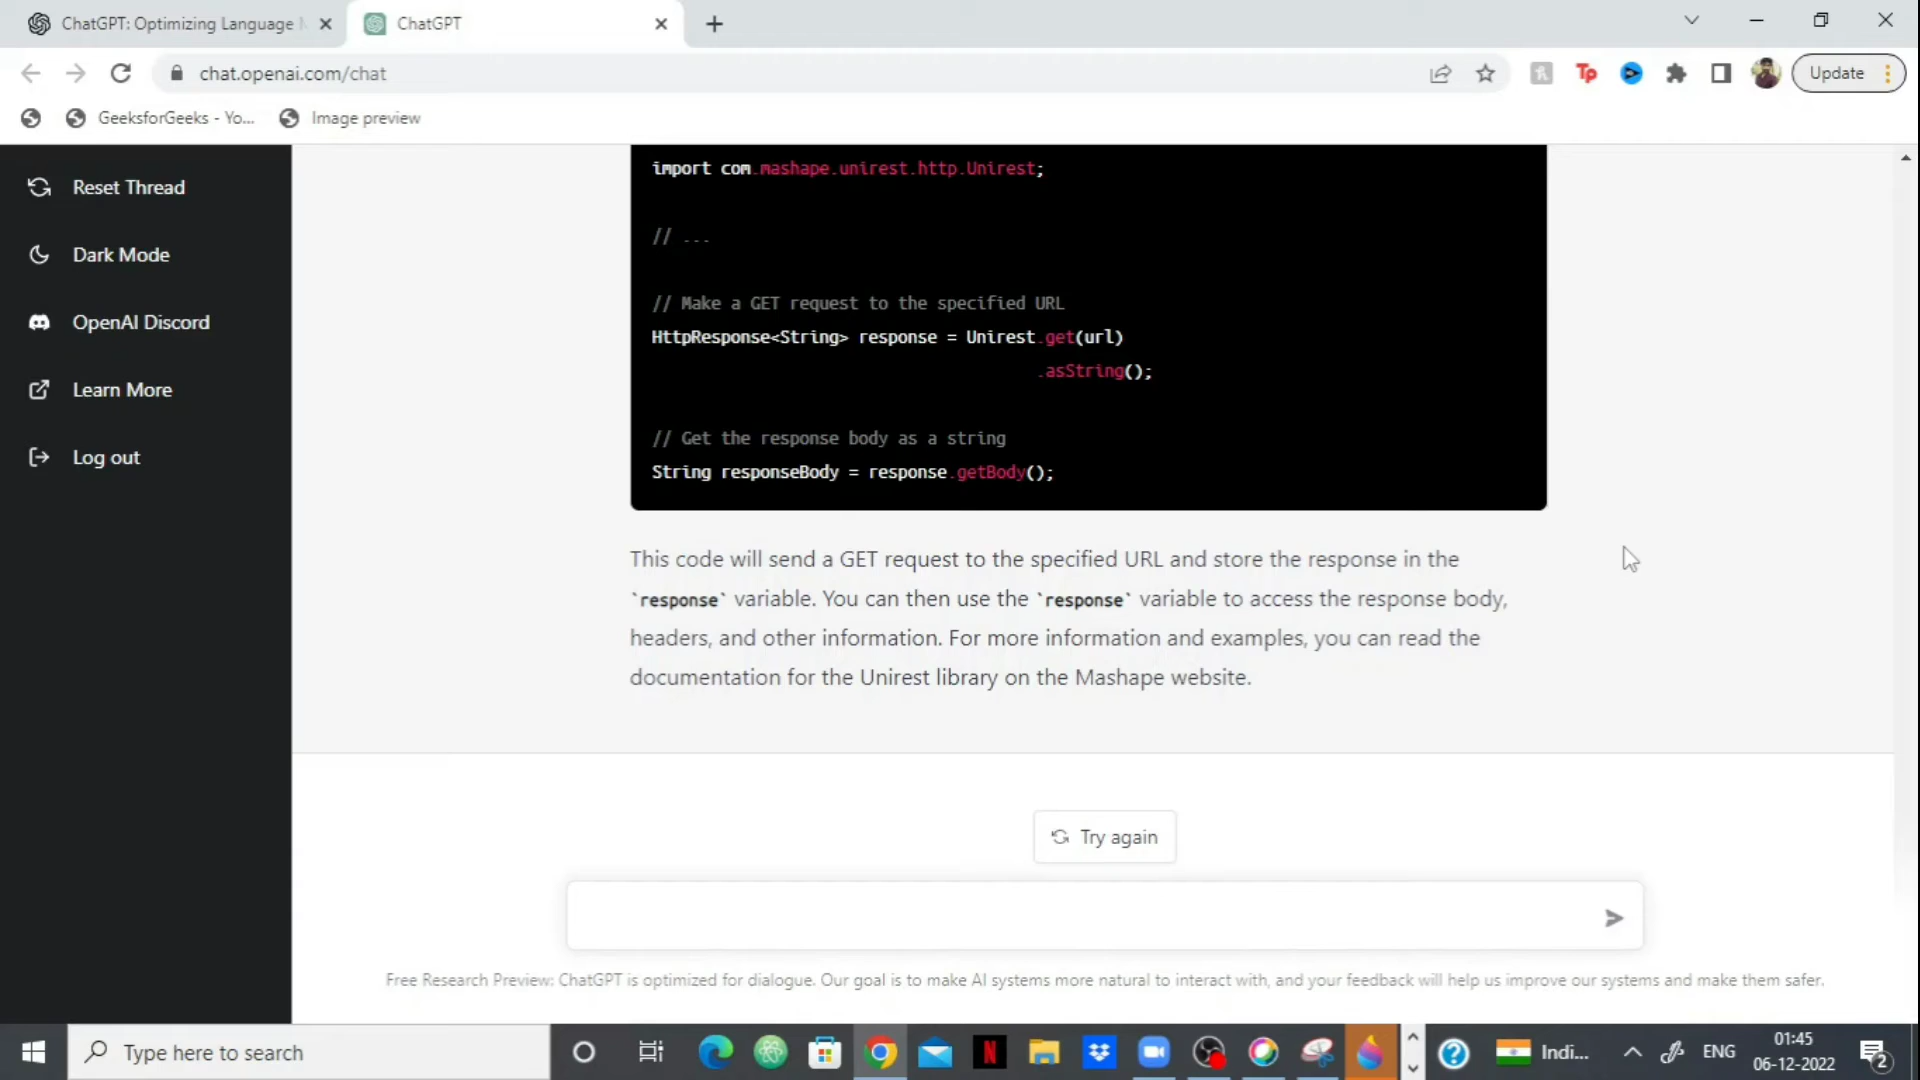 ChatGPT: Optimizing Language
ChatGPT
chat.openai.com/chat
Tp
Update
GeeksforGeeks - Yo...
Image preview
Reset Thread
Dark Mode
OpenAI Discord
Learn More
Log out
import com.mashape.unirest.http.Unirest;
// ...
// Make a GET request to the specified URL
HttpResponse<String> response = Unirest.get(url)
.asString();
// Get the response body as a string
String responseBody = response.getBody();
This code will send a GET request to the specified URL and store the response in the
`response` variable. You can then use the `response` variable to access the response body,
headers, and other information. For more information and examples, you can read the
documentation for the Unirest library on the Mashape website.
Try again
Free Research Preview: ChatGPT is optimized for dialogue. Our goal is to make AI systems more natural to interact with, and your feedback will help us improve our systems and make them safer.
Type here to search
N
Indi...
ENG
01:45
06-12-2022
2